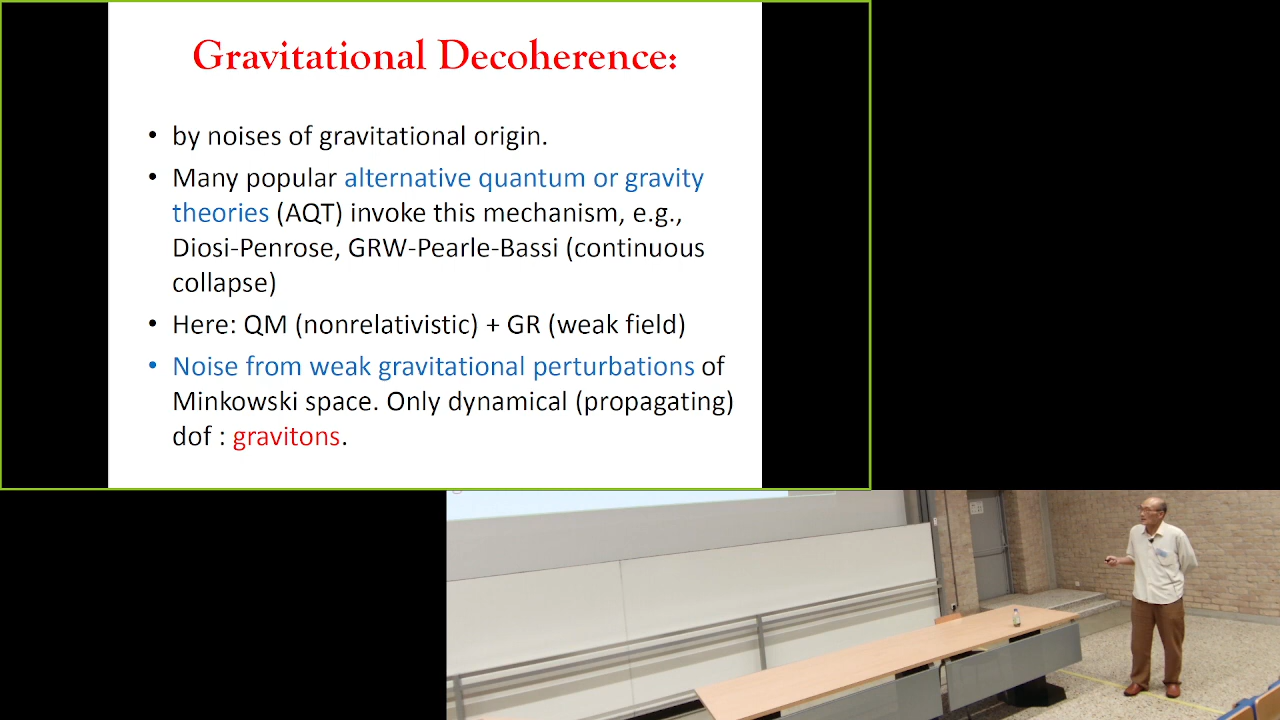 Gravitational Decoherence:
• by noises of gravitational origin.
• Many popular alternative quantum or gravity
theories (AQT) invoke this mechanism, e.g.,
Diosi-Penrose, GRW-Pearle-Bassi (continuous
collapse)
• Here: QM (nonrelativistic) + GR (weak field)
• Noise from weak gravitational perturbations of
Minkowski space. Only dynamical (propagating)
dof : gravitons.